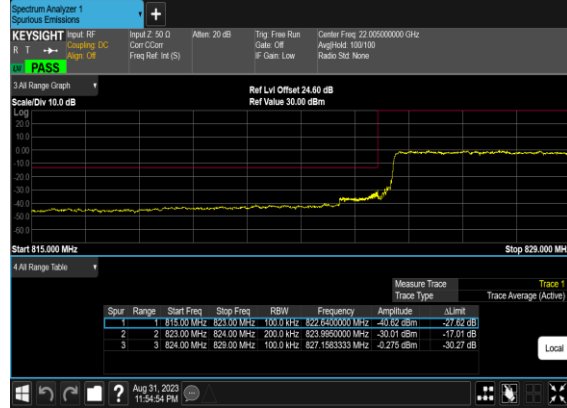 Spectrum Analyzer 1
Spurious Emissions
+
KEYSIGHT Input: RF Input Z: 50 Ω Atten: 20 dB Trig: Free Run Center Freq: 22.005000000 GHz
R T Coupling: DC Corr CCorr Gate: Off Avg|Hold: 100/100
Align: Off Freq Ref: Int (S) IF Gain: Low Radio Std: None
PASS
3 All Range Graph
Ref Lvl Offset 24.60 dB
Scale/Div 10.0 dB Ref Value 30.00 dBm
Log
20.0
10.0
0.00
-10.0
-20.0
-30.0
-40.0
-50.0
-60.0
Start 815.000 MHz Stop 829.000 MHz
4 All Range Table
Measure Trace Trace 1
Trace Type Trace Average (Active)
Spur Range Start Freq Stop Freq RBW Frequency Amplitude ΔLimit
1 1 815.00 MHz 823.00 MHz 100.0 kHz 822.6400000 MHz -40.62 dBm -27.62 dB
2 2 823.00 MHz 824.00 MHz 200.0 kHz 823.9950000 MHz -30.01 dBm -17.01 dB
3 3 824.00 MHz 829.00 MHz 100.0 kHz 827.1583333 MHz -0.275 dBm -30.27 dB
Local
? Aug 31, 2023
11:54:54 PM